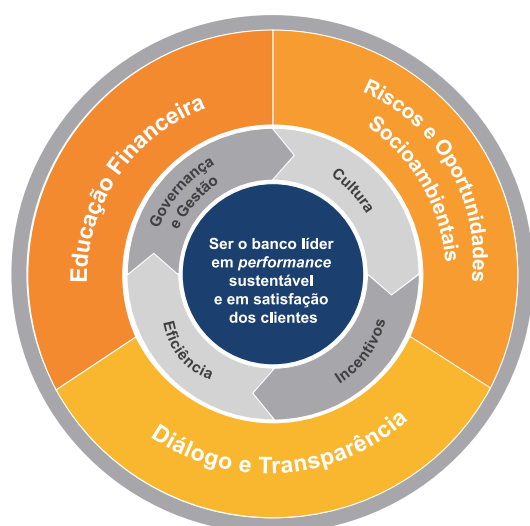 Educação Financeira
Riscos e Oportunidades
Socioambientais
Diálogo e Transparência
Governança
e Gestão
Cultura
Incentivos
Eficiência
Ser o banco líder
em performance
sustentável
e em satisfação
dos clientes